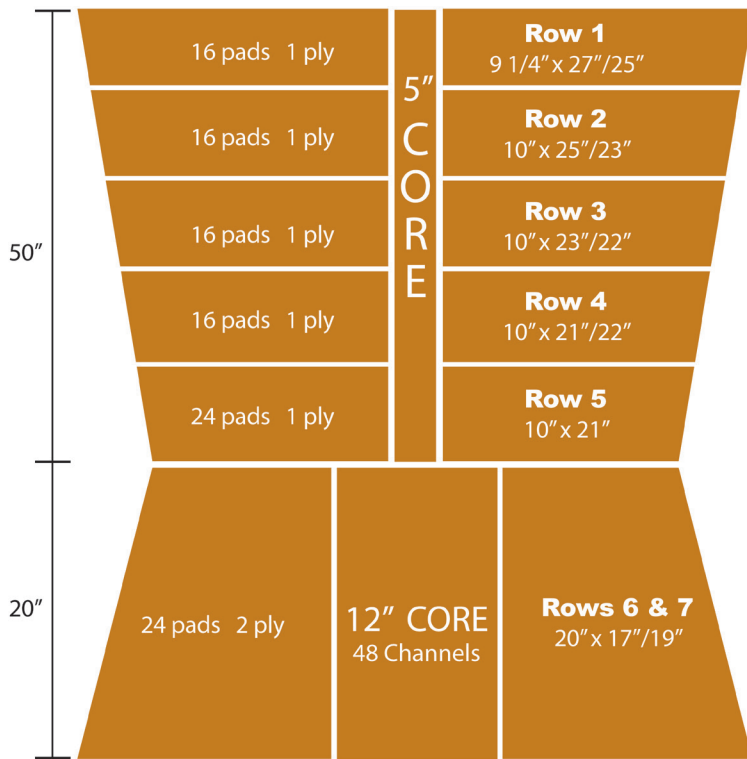 16 pads 1 ply
Row 1
9 1/4” x 27”/25”
5” CORE
16 pads 1 ply
Row 2
10” x 25”/23”
16 pads 1 ply
Row 3
10” x 23”/22”
50”
16 pads 1 ply
Row 4
10” x 21”/22”
24 pads 1 ply
Row 5
10” x 21”
20”
24 pads 2 ply
12” CORE
48 Channels
Rows 6 & 7
20” x 17”/19”